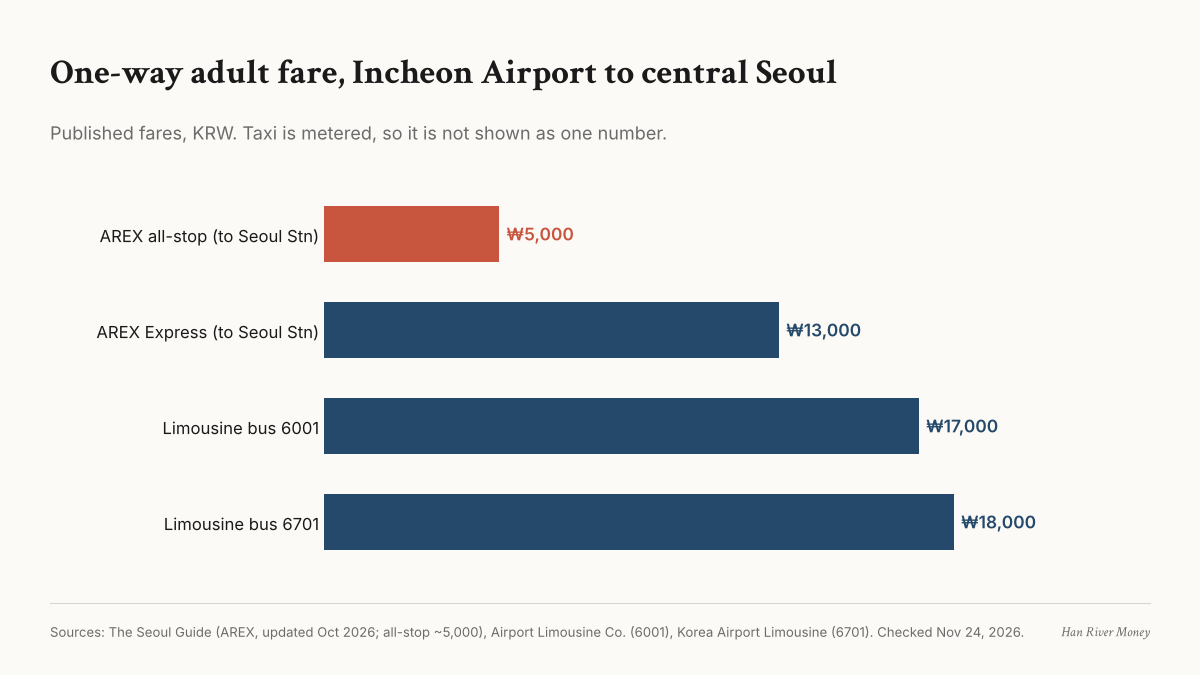 One-way adult fare, Incheon Airport to central Seoul
Published fares, KRW. Taxi is metered, so it is not shown as one number.
AREX all-stop (to Seoul Stn) ₩5,000
AREX Express (to Seoul Stn) ₩13,000
Limousine bus 6001 ₩17,000
Limousine bus 6701 ₩18,000
Sources: The Seoul Guide (AREX, updated Oct 2026; all-stop ~5,000), Airport Limousine Co. (6001), Korea Airport Limousine (6701). Checked Nov 24, 2026. Han River Money